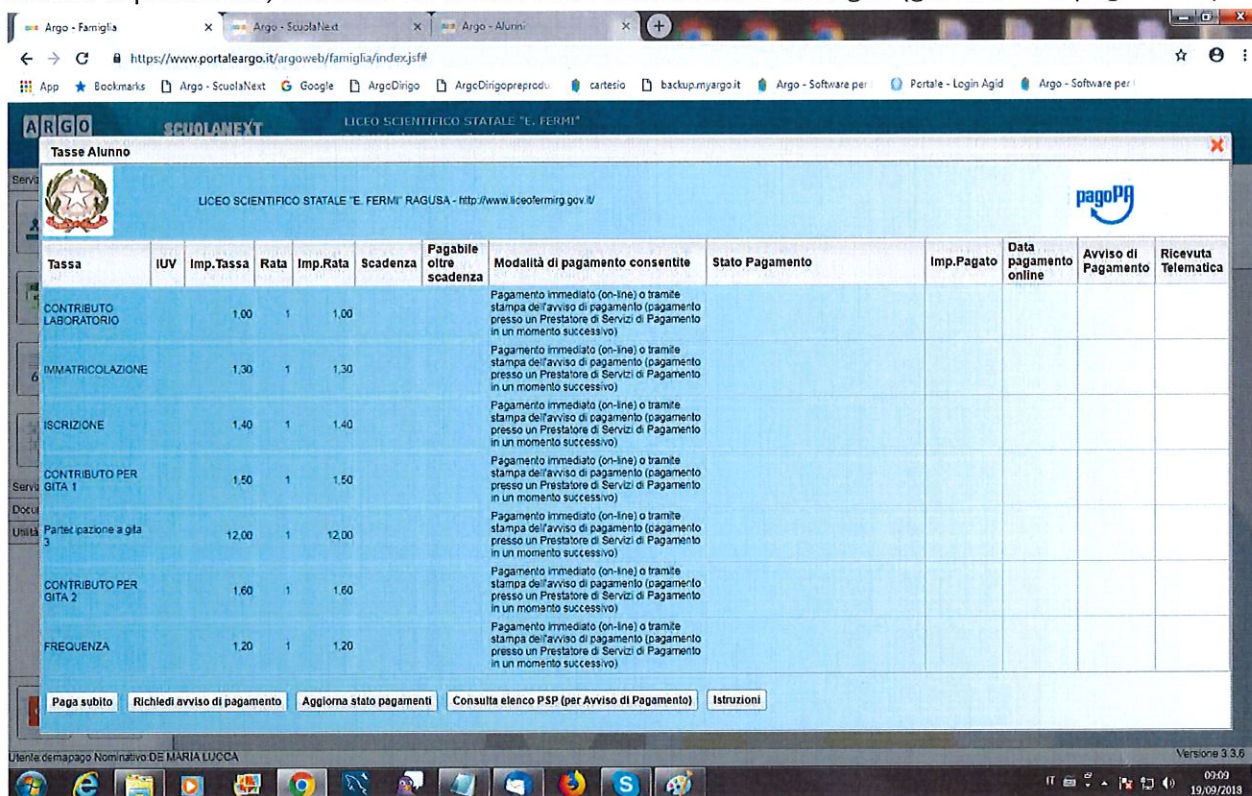 Argo - Famiglia
Argo - ScuolaNext
Argo - Alunni
https://www.portaleargo.it/argoweb/famiglia/index.jsf#
App Bookmarks Argo - ScuolaNext Google ArgoDirigo ArgoDirigopreprodu cartesio backup.myargo.it Argo - Software per Portale - Login Agid Argo - Software per
ARGO SCUOLANEXT LICEO SCIENTIFICO STATALE "E. FERMI"
Tasse Alunno
LICEO SCIENTIFICO STATALE "E. FERMI" RAGUSA - http://www.liceofermirg.gov.it/
pagoPA
Tassa IUV Imp.Tassa Rata Imp.Rata Scadenza Pagabile oltre scadenza Modalità di pagamento consentite Stato Pagamento Imp.Pagato Data pagamento online Avviso di Pagamento Ricevuta Telematica
CONTRIBUTO LABORATORIO 1,00 1 1,00 Pagamento immediato (on-line) o tramite
stampa dell'avviso di pagamento (pagamento
presso un Prestatore di Servizi di Pagamento
in un momento successivo)
IMMATRICOLAZIONE 1,30 1 1,30 Pagamento immediato (on-line) o tramite
stampa dell'avviso di pagamento (pagamento
presso un Prestatore di Servizi di Pagamento
in un momento successivo)
ISCRIZIONE 1,40 1 1,40 Pagamento immediato (on-line) o tramite
stampa dell'avviso di pagamento (pagamento
presso un Prestatore di Servizi di Pagamento
in un momento successivo)
CONTRIBUTO PER GITA 1 1,50 1 1,50 Pagamento immediato (on-line) o tramite
stampa dell'avviso di pagamento (pagamento
presso un Prestatore di Servizi di Pagamento
in un momento successivo)
Partecipazione a gita 3 12,00 1 12,00 Pagamento immediato (on-line) o tramite
stampa dell'avviso di pagamento (pagamento
presso un Prestatore di Servizi di Pagamento
in un momento successivo)
CONTRIBUTO PER GITA 2 1,60 1 1,60 Pagamento immediato (on-line) o tramite
stampa dell'avviso di pagamento (pagamento
presso un Prestatore di Servizi di Pagamento
in un momento successivo)
FREQUENZA 1,20 1 1,20 Pagamento immediato (on-line) o tramite
stampa dell'avviso di pagamento (pagamento
presso un Prestatore di Servizi di Pagamento
in un momento successivo)
Paga subito Richiedi avviso di pagamento Aggiorna stato pagamenti Consulta elenco PSP (per Avviso di Pagamento) Istruzioni
Utente:demapago Nominativo:DE MARIA LUCCA Versione 3.3.6
IT 09:09
19/09/2018